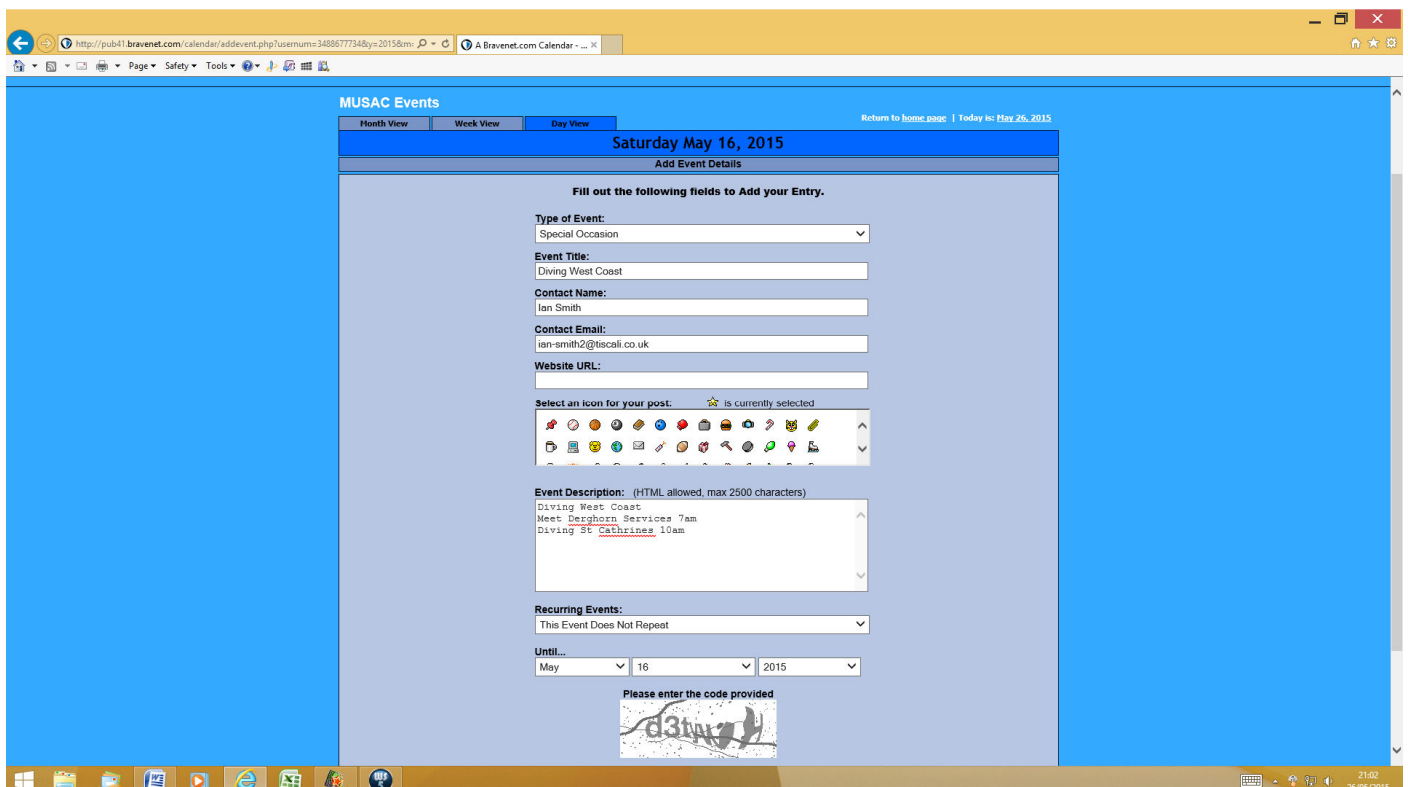 http://pub41.bravenet.com/calendar/addevent.php?usernum=3488677734&y=2015&m:
A Bravenet.com Calendar - ...
Page Safety Tools
MUSAC Events
Month View Week View Day View
Return to home page | Today is: May 26, 2015
Saturday May 16, 2015
Add Event Details
Fill out the following fields to Add your Entry.
Type of Event:
Special Occasion
Event Title:
Diving West Coast
Contact Name:
Ian Smith
Contact Email:
ian-smith2@tiscali.co.uk
Website URL:
Select an icon for your post: is currently selected
Event Description: (HTML allowed, max 2500 characters)
Diving West Coast
Meet Derghorn Services 7am
Diving St Cathrines 10am
Recurring Events:
This Event Does Not Repeat
Until...
May 16 2015
Please enter the code provided
21:02
26/05/2015